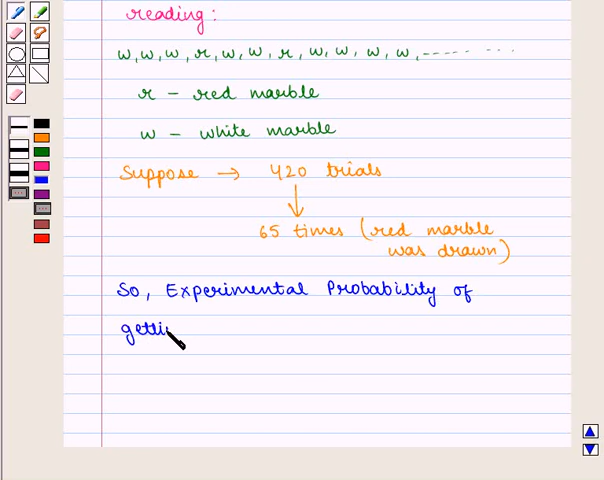 reading:
w, w, w, r, w, w, r, w, w, w, w, ------ ...
r - red marble
w - white marble
Suppose → 420 trials
65 times (red marble
was drawn)
So, Experimental Probability of
getti